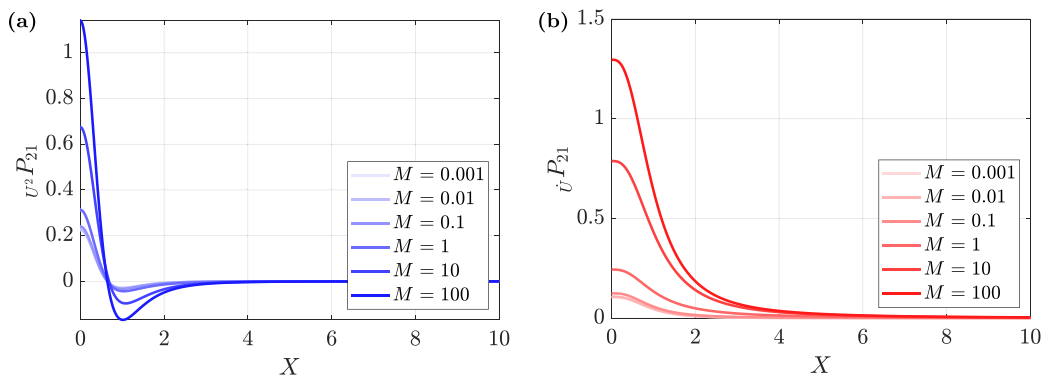 (a)
1
0.8
0.6
0.4
0.2
0
U² P₂₁
0 2 4 6 8 10
X
M = 0.001
M = 0.01
M = 0.1
M = 1
M = 10
M = 100
(b)
1.5
1
0.5
0
U̇ P₂₁
0 2 4 6 8 10
X
M = 0.001
M = 0.01
M = 0.1
M = 1
M = 10
M = 100